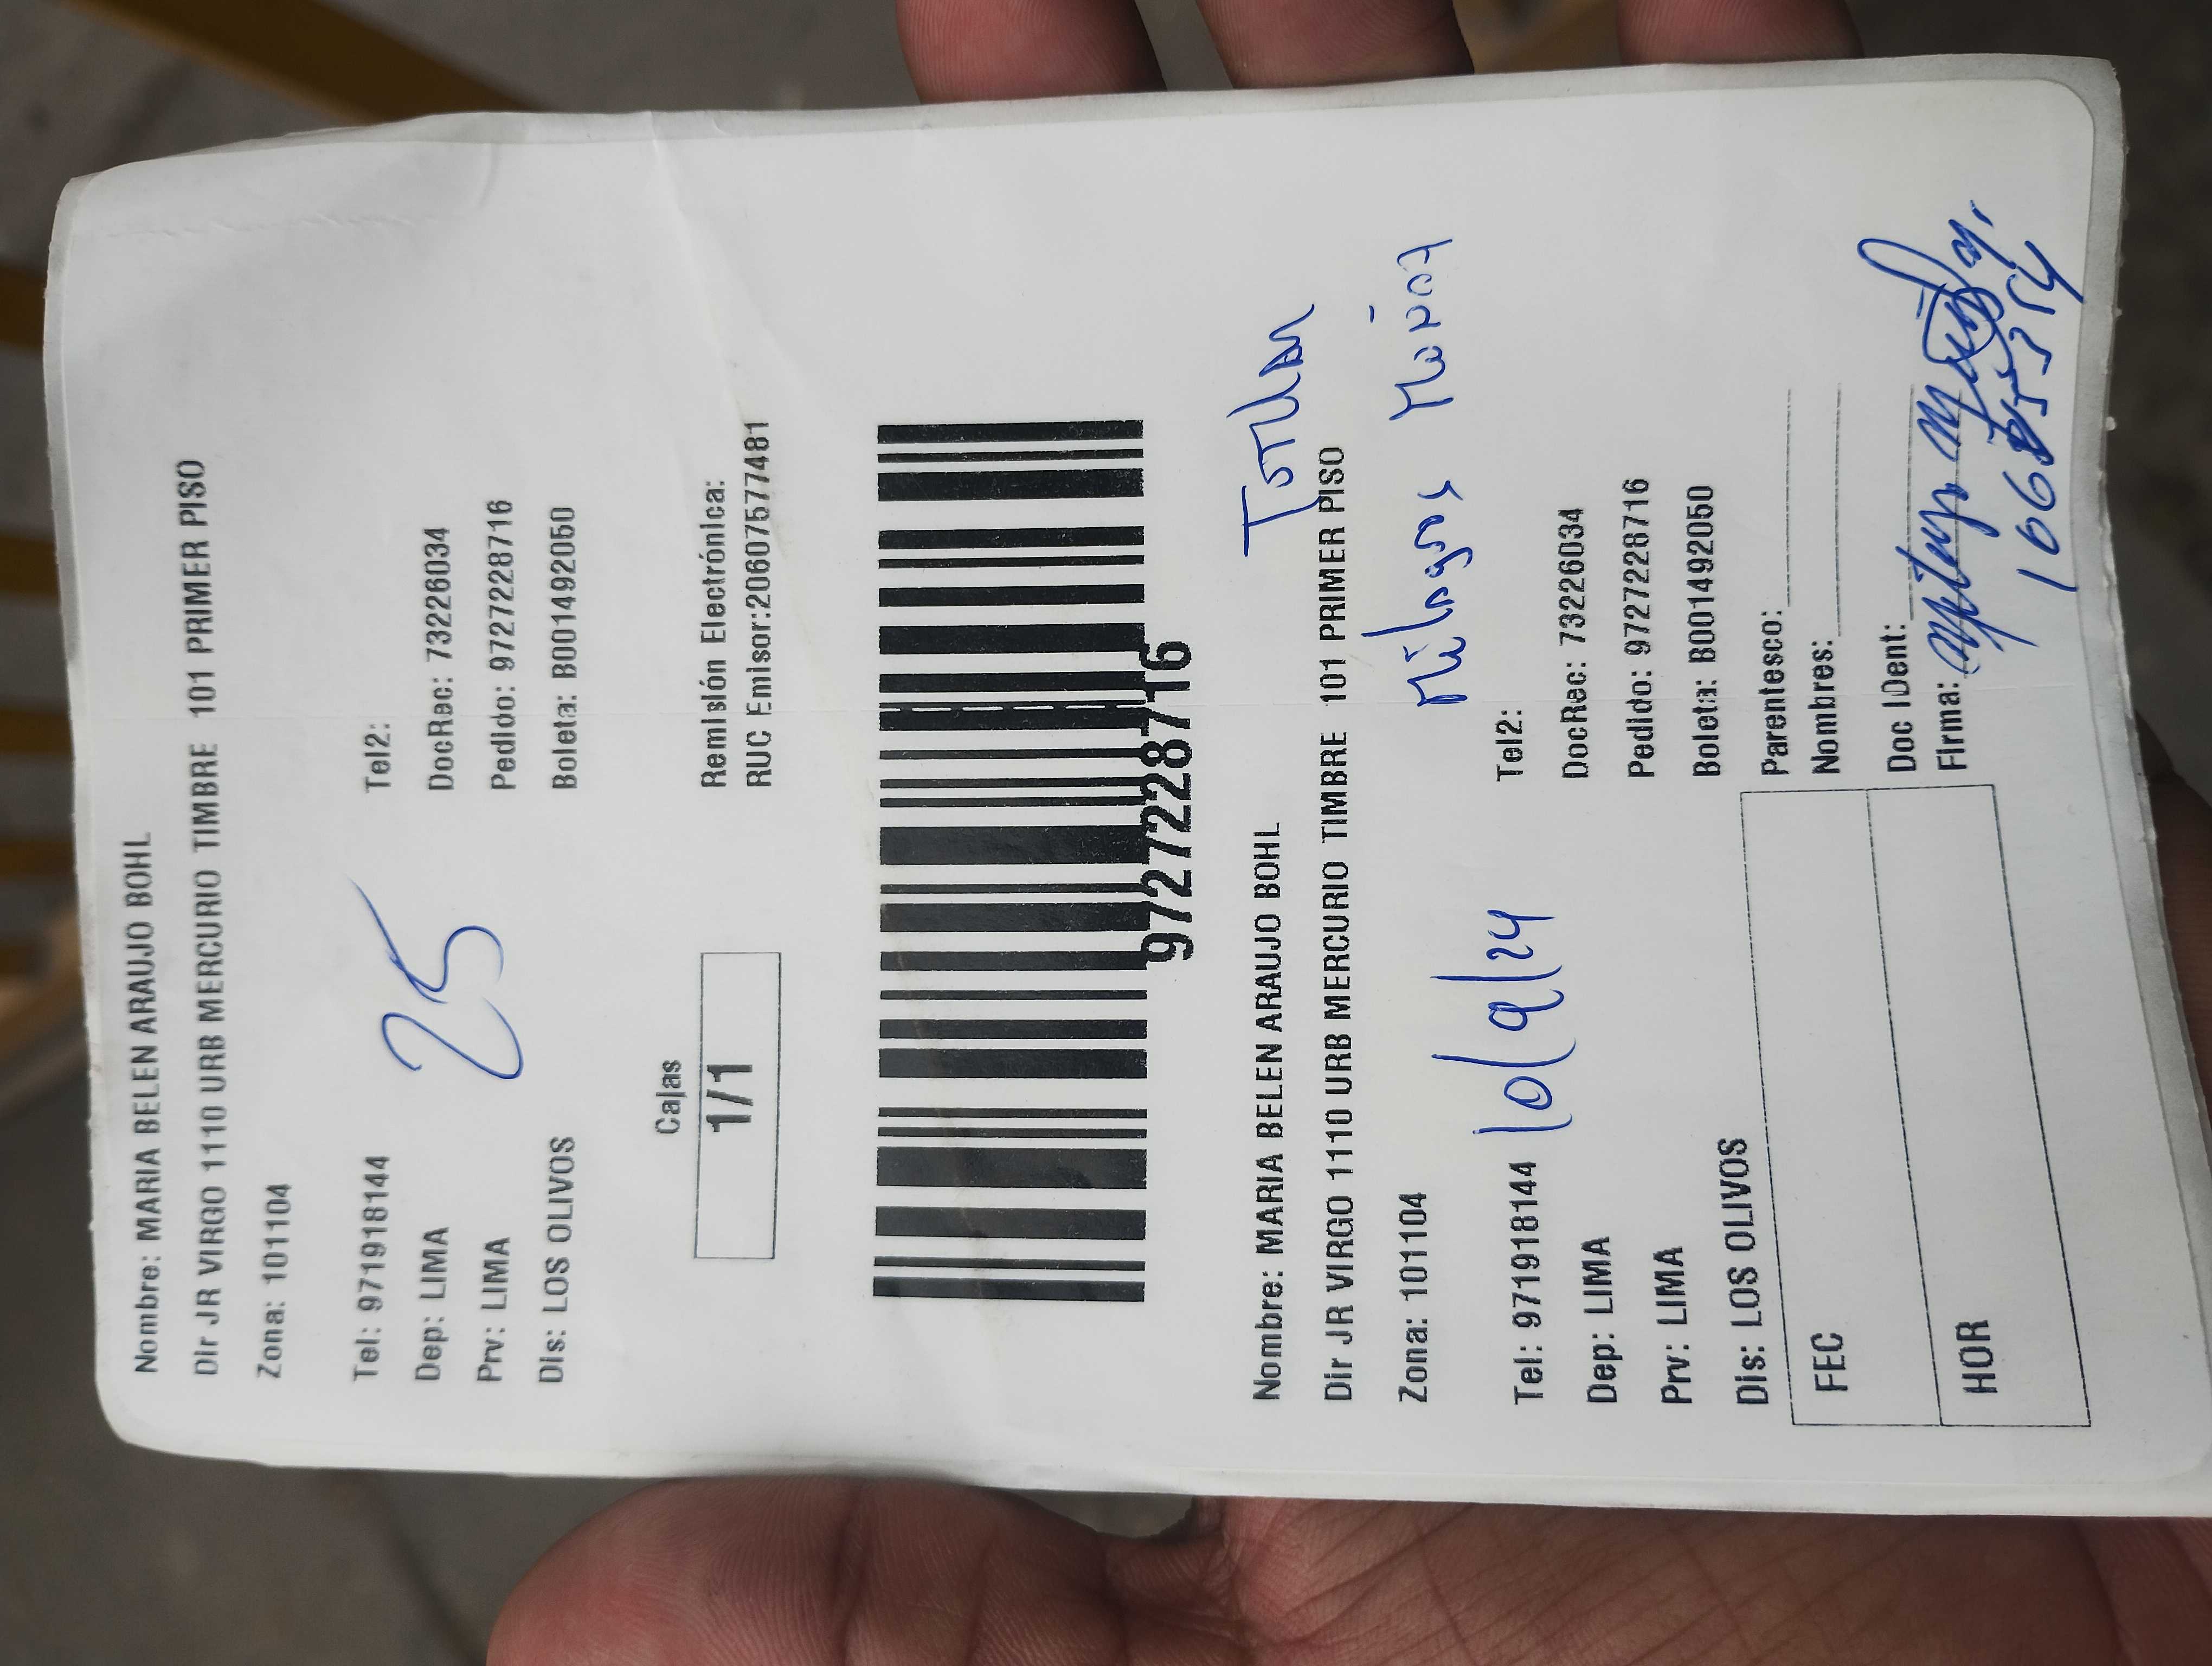 Nombre: MARIA BELEN ARAUJO BOHL
Dir JR VIRGO 1110 URB MERCURIO TIMBRE 101 PRIMER PISO
Zona: 101104
Tel: 971918144 Tel2:
Dep: LIMA DocRec: 73226034
Prv: LIMA Pedido: 9727228716
Dis: LOS OLIVOS Boleta: B001492050
25
Cajas Remisión Electrónica:
1/1 RUC Emisor:20607577481
9727228716
Nombre: MARIA BELEN ARAUJO BOHL
Dir JR VIRGO 1110 URB MERCURIO TIMBRE 101 PRIMER PISO
Zona: 101104 Milagros Muñoz
10/9/24
Tel: 971918144 Tel2:
Dep: LIMA DocRec: 73226034
Prv: LIMA Pedido: 9727228716
Dis: LOS OLIVOS Boleta: B001492050
Parentesco:
FEC Nombres:
Doc IDent:
HOR Firma: